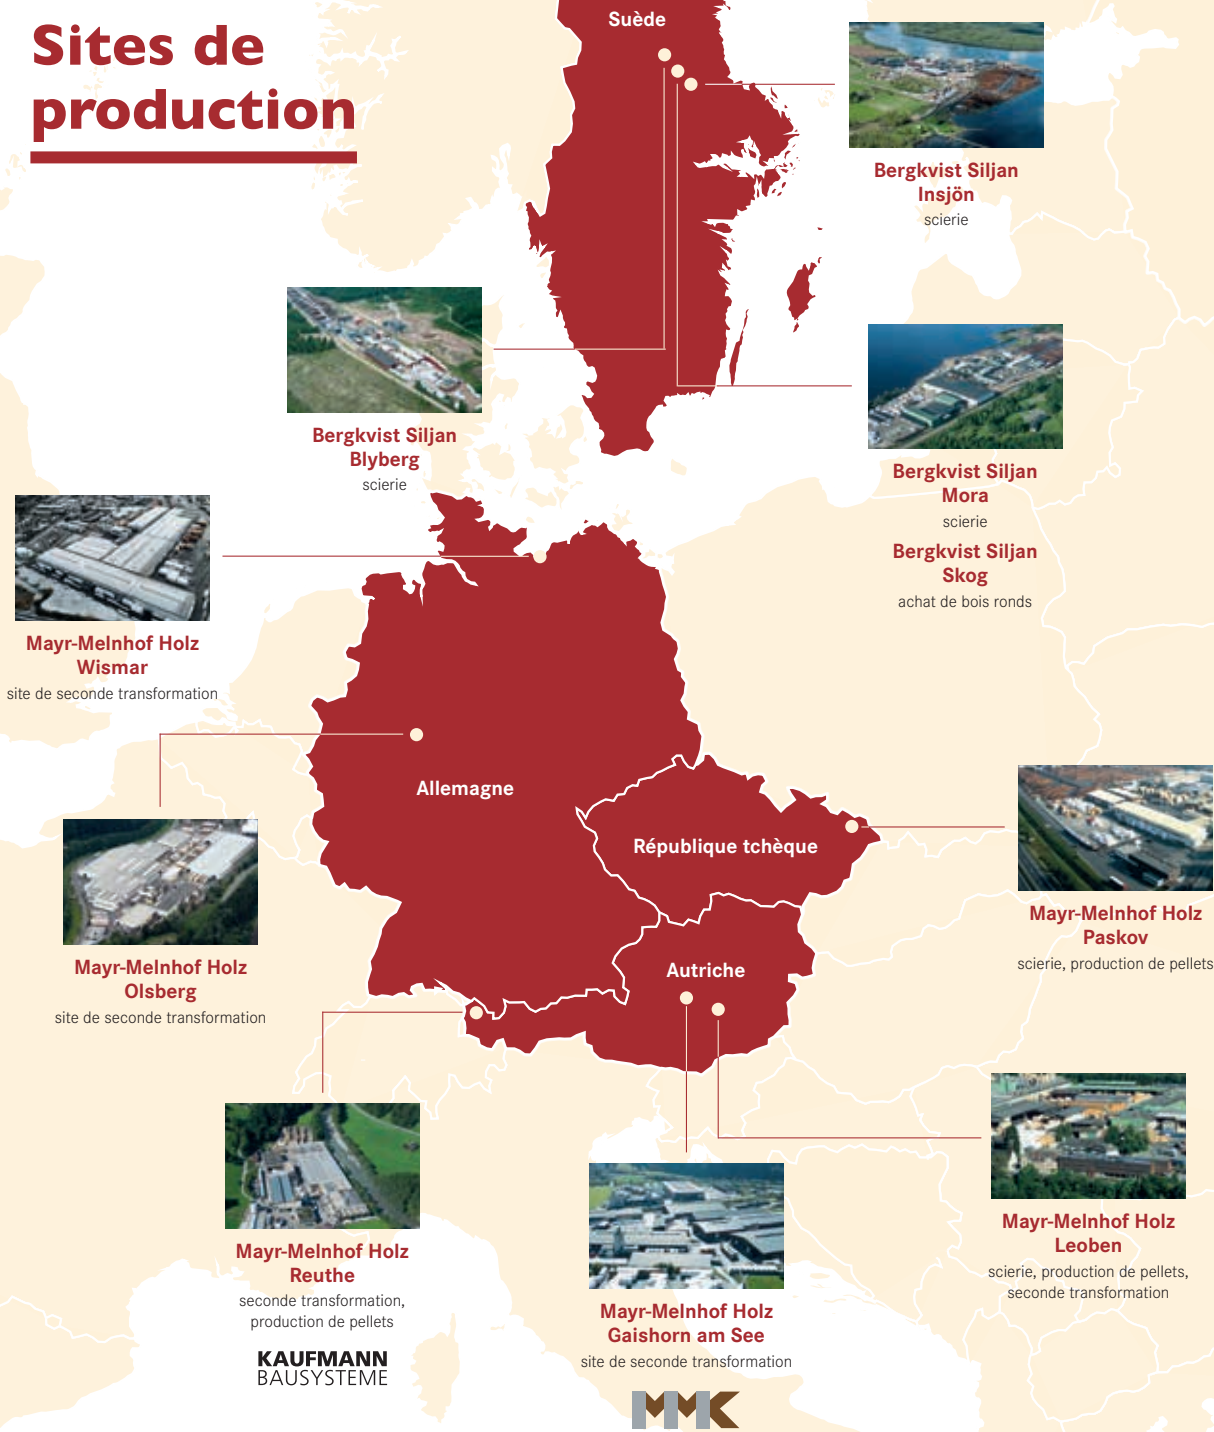 Sites de
production
Suède
Bergkvist Siljan
Insjön
scierie
Bergkvist Siljan
Blyberg
scierie
Bergkvist Siljan
Mora
scierie
Bergkvist Siljan
Skog
achat de bois ronds
Mayr-Melnhof Holz
Wismar
site de seconde transformation
Allemagne
République tchèque
Mayr-Melnhof Holz
Paskov
scierie, production de pellets
Mayr-Melnhof Holz
Olsberg
site de seconde transformation
Autriche
Mayr-Melnhof Holz
Reuthe
seconde transformation,
production de pellets
KAUFMANN
BAUSYSTEME
Mayr-Melnhof Holz
Gaishorn am See
site de seconde transformation
MMK
Mayr-Melnhof Holz
Leoben
scierie, production de pellets,
seconde transformation